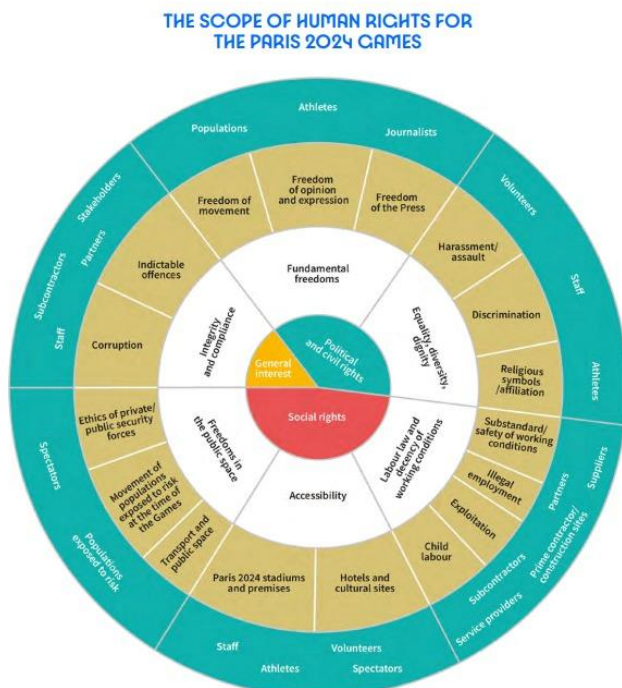 THE SCOPE OF HUMAN RIGHTS FOR
THE PARIS 2024 GAMES
Athletes
Populations
Journalists
Stakeholders
Partners
Subcontractors
Staff
Volunteers
Staff
Athletes
Freedom of
movement
Freedom
of opinion
and expression
Freedom
of the Press
Indictable
offences
Corruption
Harassment/
assault
Discrimination
Religious
symbols
/affiliation
Fundamental
freedoms
Integrity
and compliance
Equality, diversity,
dignity
General
interest
Political
and civil rights
Social rights
Freedoms in
the public space
Accessibility
Labour law and
decency of
working conditions
Ethics of private/
public security
forces
Movement of
populations
exposed to risk
at the time of
the Games
Transport and
public space
Paris 2024 stadiums
and premises
Hotels and
cultural sites
Child
labour
Exploitation
Illegal
employment
Substandard/
safety of working
conditions
Spectators
Populations
exposed to risk
Staff
Athletes
Volunteers
Spectators
Suppliers
Partners
Prime contractor/
construction sites
Subcontractors
Service providers